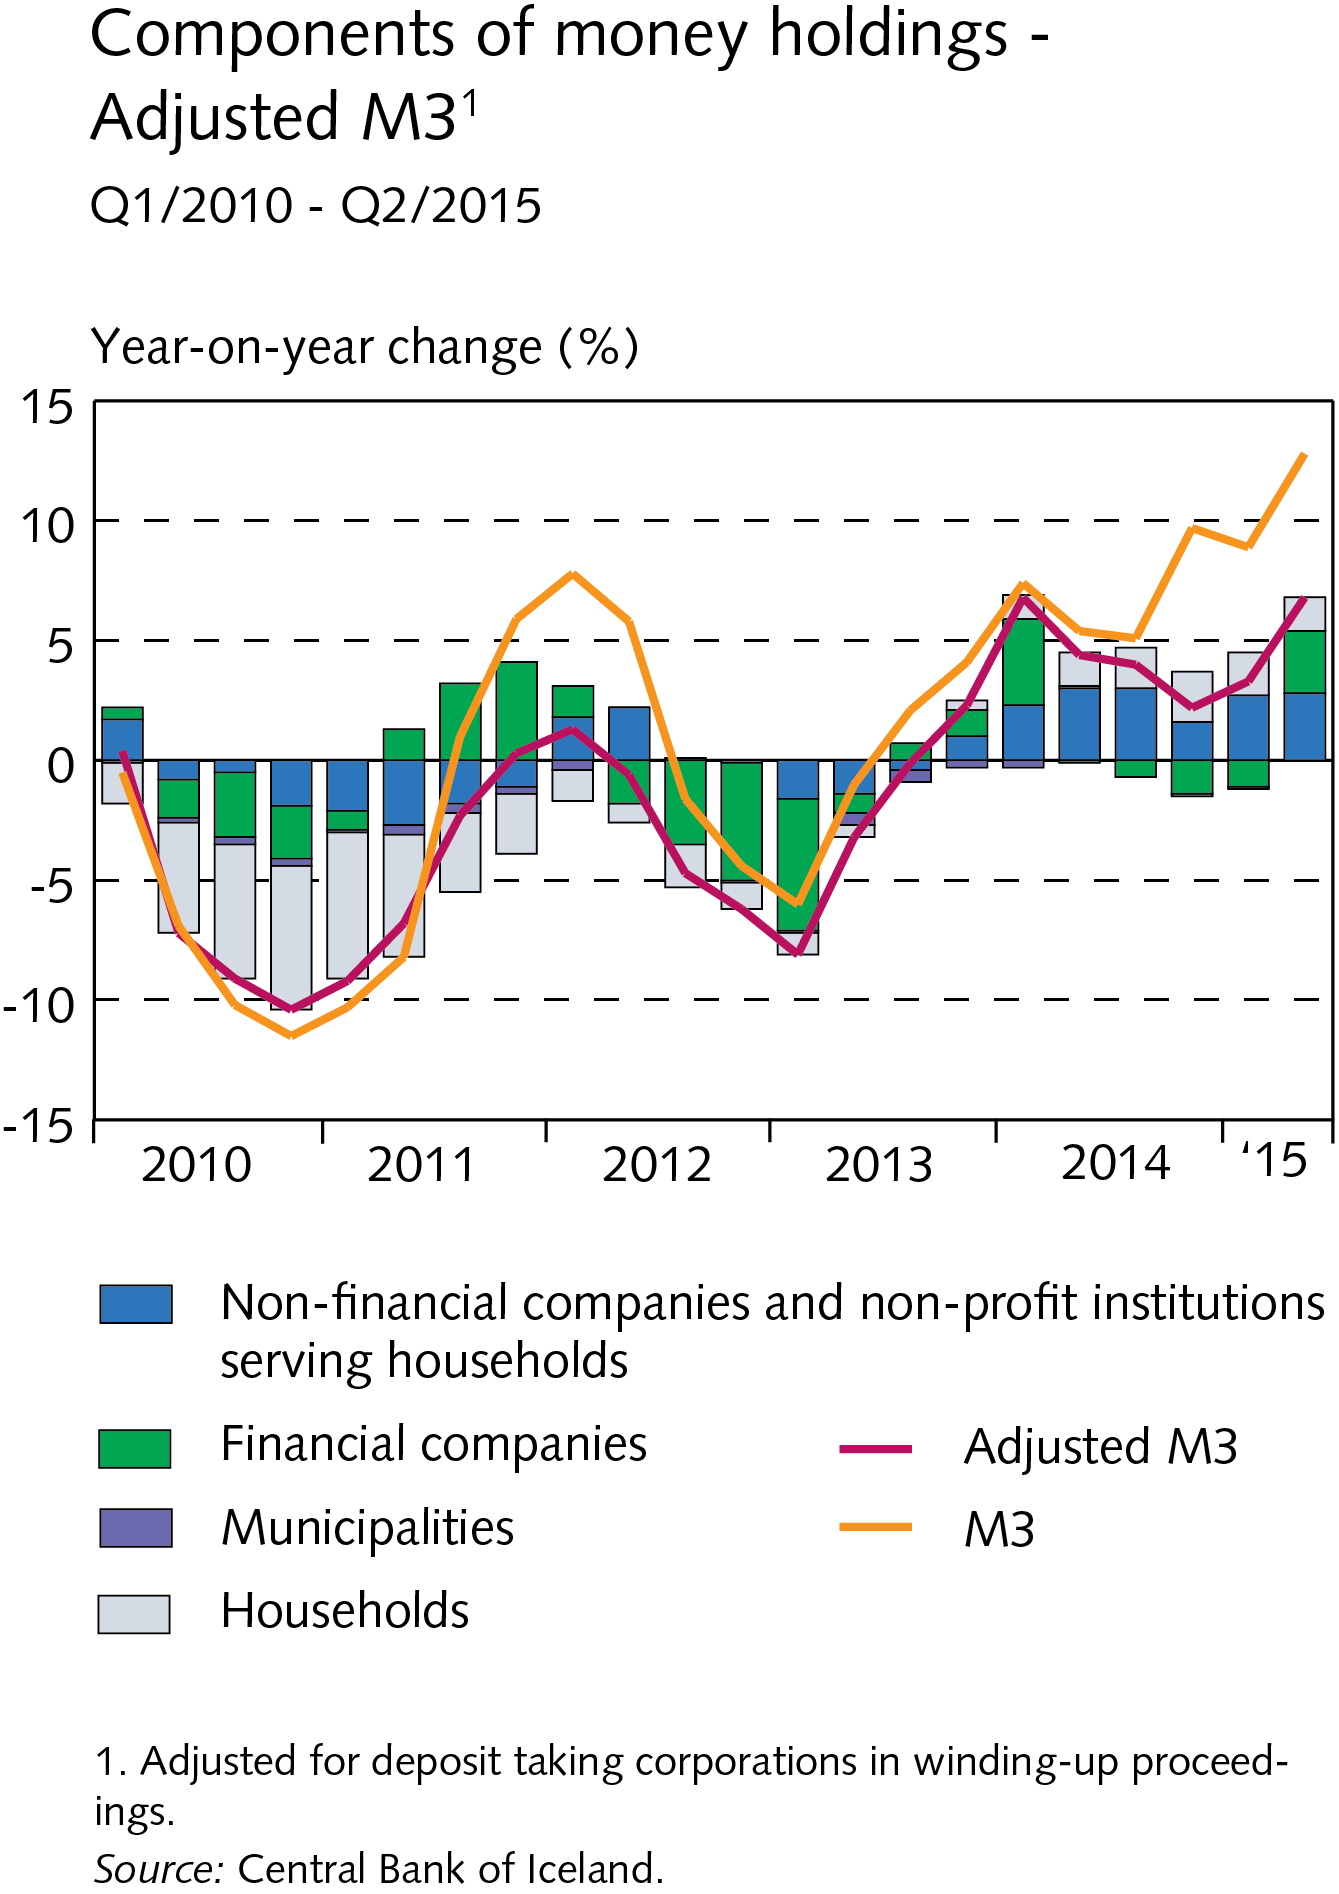 Components of money holdings -
Adjusted M3¹
Q1/2010 - Q2/2015
Year-on-year change (%)
15
10
5
0
-5
-10
-15
2010 2011 2012 2013 2014 ‘15
Non-financial companies and non-profit institutions
serving households
Financial companies
Adjusted M3
Municipalities
M3
Households
1. Adjusted for deposit taking corporations in winding-up proceed-
ings.
Source: Central Bank of Iceland.